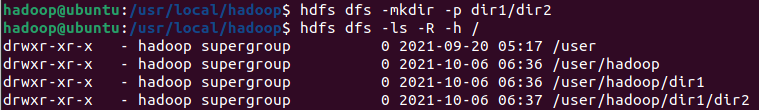 hadoop@ubuntu:/usr/local/hadoop$ hdfs dfs -mkdir -p dir1/dir2
hadoop@ubuntu:/usr/local/hadoop$ hdfs dfs -ls -R -h /
drwxr-xr-x   - hadoop supergroup          0 2021-09-20 05:17 /user
drwxr-xr-x   - hadoop supergroup          0 2021-10-06 06:36 /user/hadoop
drwxr-xr-x   - hadoop supergroup          0 2021-10-06 06:36 /user/hadoop/dir1
drwxr-xr-x   - hadoop supergroup          0 2021-10-06 06:37 /user/hadoop/dir1/dir2